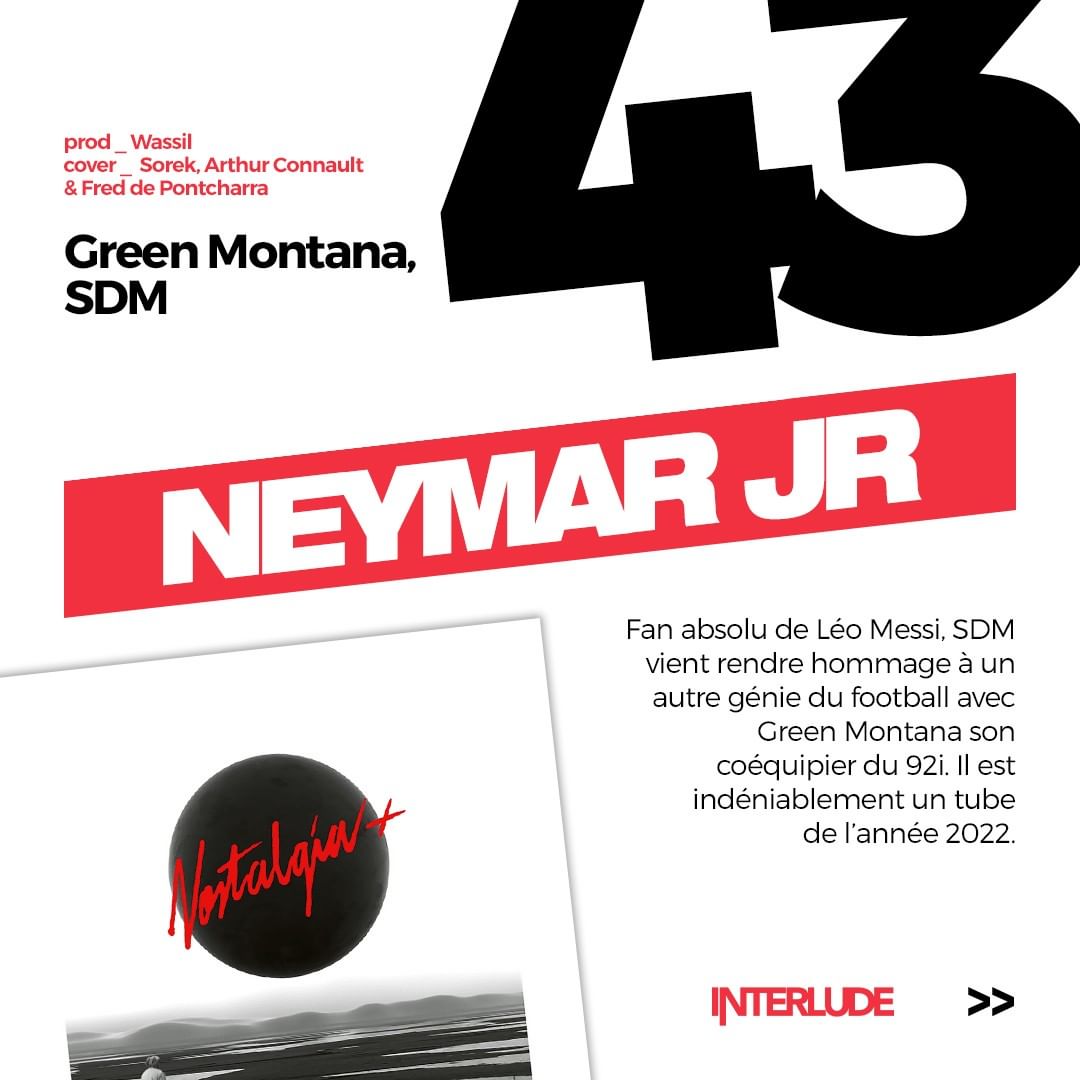 43
prod _ Wassil
cover _ Sorek, Arthur Connault
& Fred de Pontcharra
Green Montana,
SDM
NEYMAR JR
Fan absolu de Léo Messi, SDM
vient rendre hommage à un
autre génie du football avec
Green Montana son
coéquipier du 92i. Il est
indéniablement un tube
de l’année 2022.
Nostalgia+
INTERLUDE >>